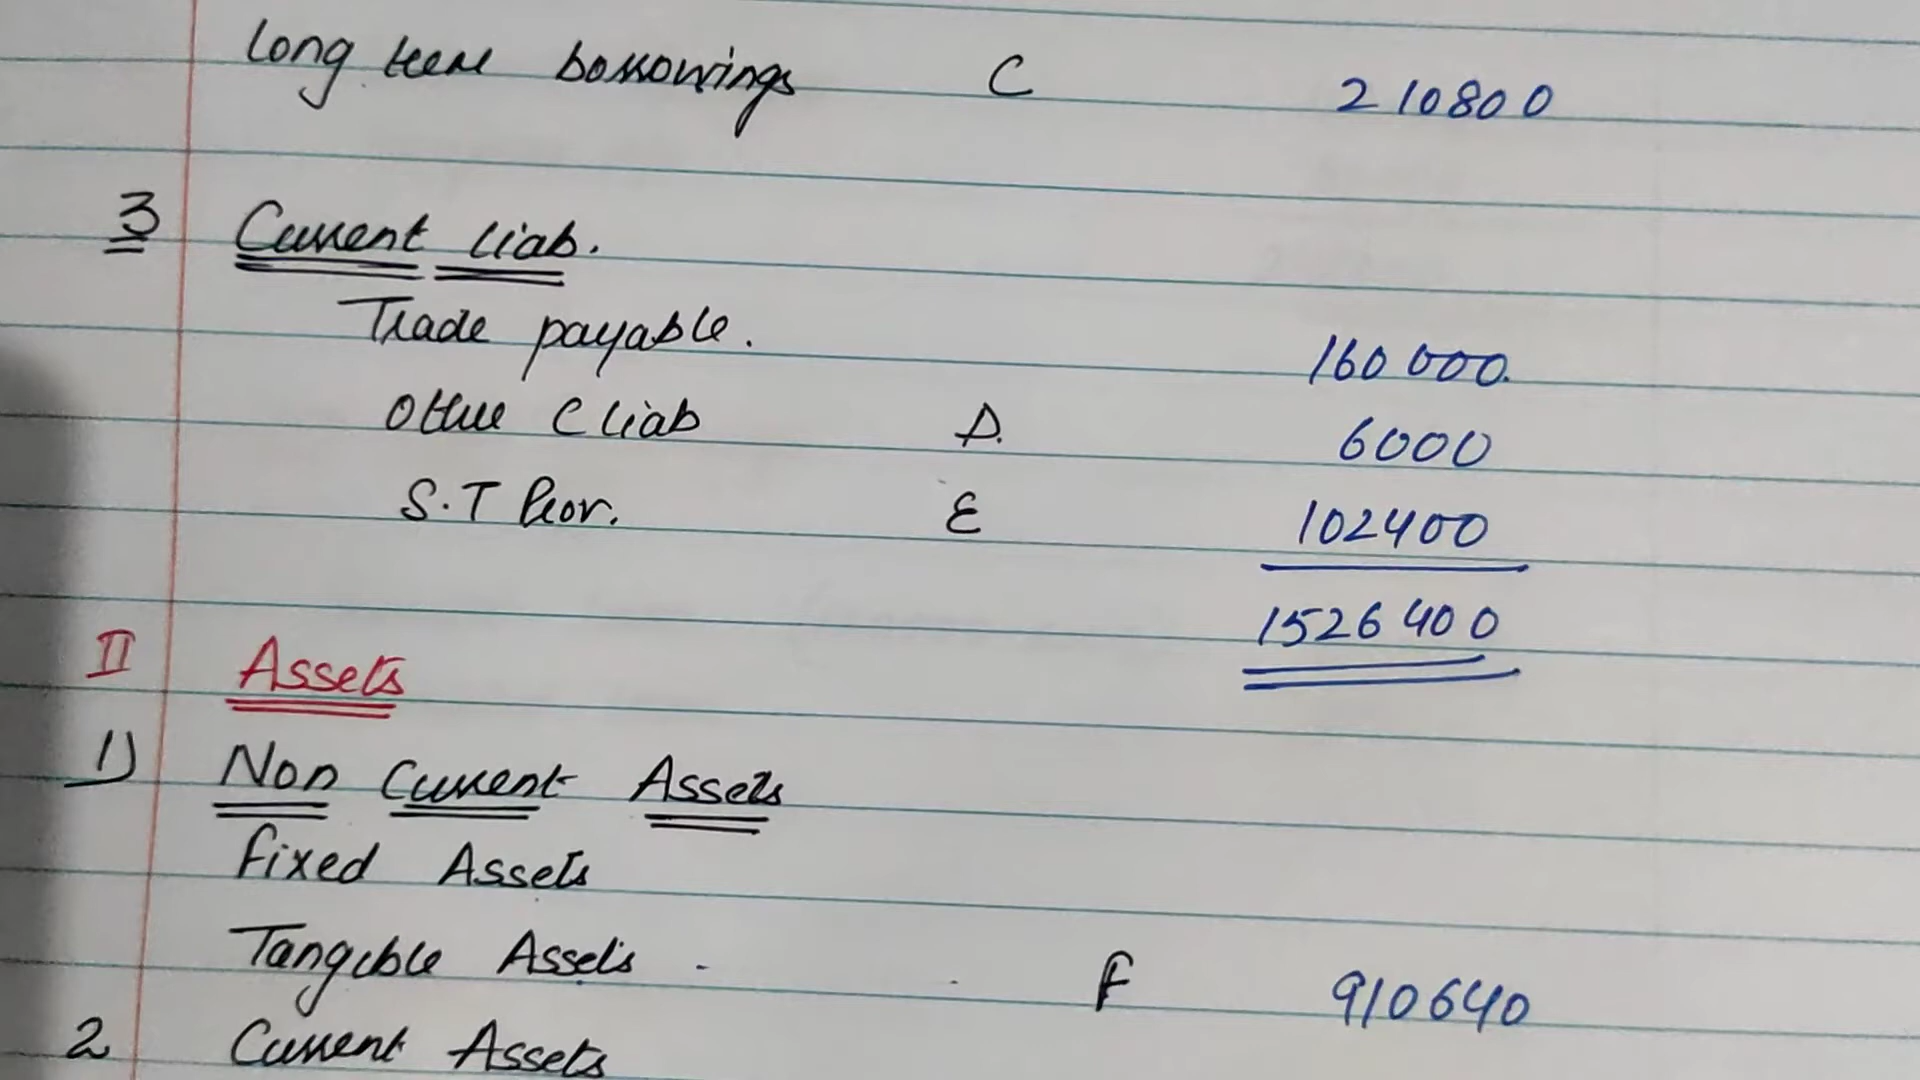 Long term borrowings C 210800
3 Current liab.
Trade payable. 160000.
Other C liab D. 6000
S.T Prov. E 102400
1526400
II Assets
1) Non Current Assets
Fixed Assets
Tangible Assets - F 910640
2 Current Assets